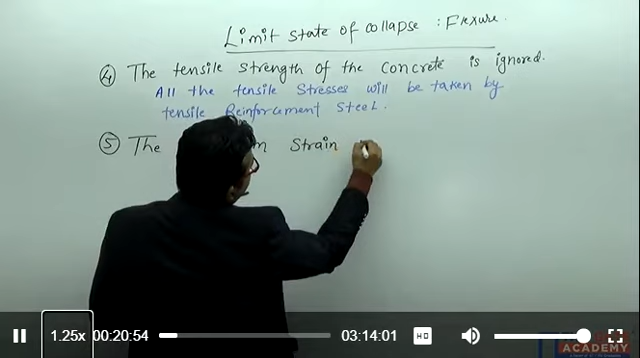 Limit state of collapse : Flexure.
④ The tensile strength of the concrete is ignored.
All the tensile stresses will be taken by
tensile Reinforcement Steel.
⑤ The m Strain
1.25x 00:20:54 03:14:01 HD
ACADEMY